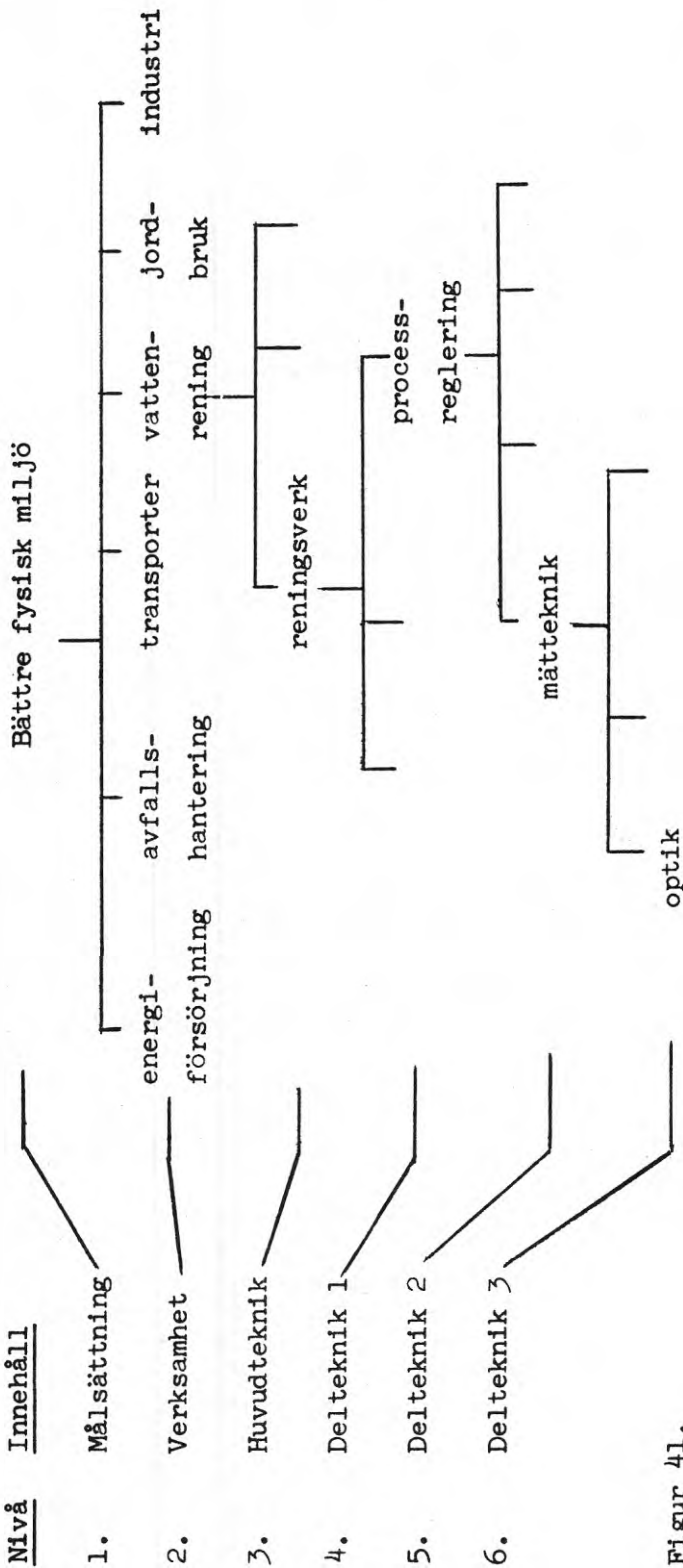 Nivå Innehåll
Bättre fysisk miljö
1. Målsättning
energi- avfalls- transporter vatten- jord- industri
försörjning hantering rening bruk
2. Verksamhet
3. Huvudteknik
reningsverk
4. Delteknik 1
process-
reglering
5. Delteknik 2
mätteknik
6. Delteknik 3
optik
Figur 41.